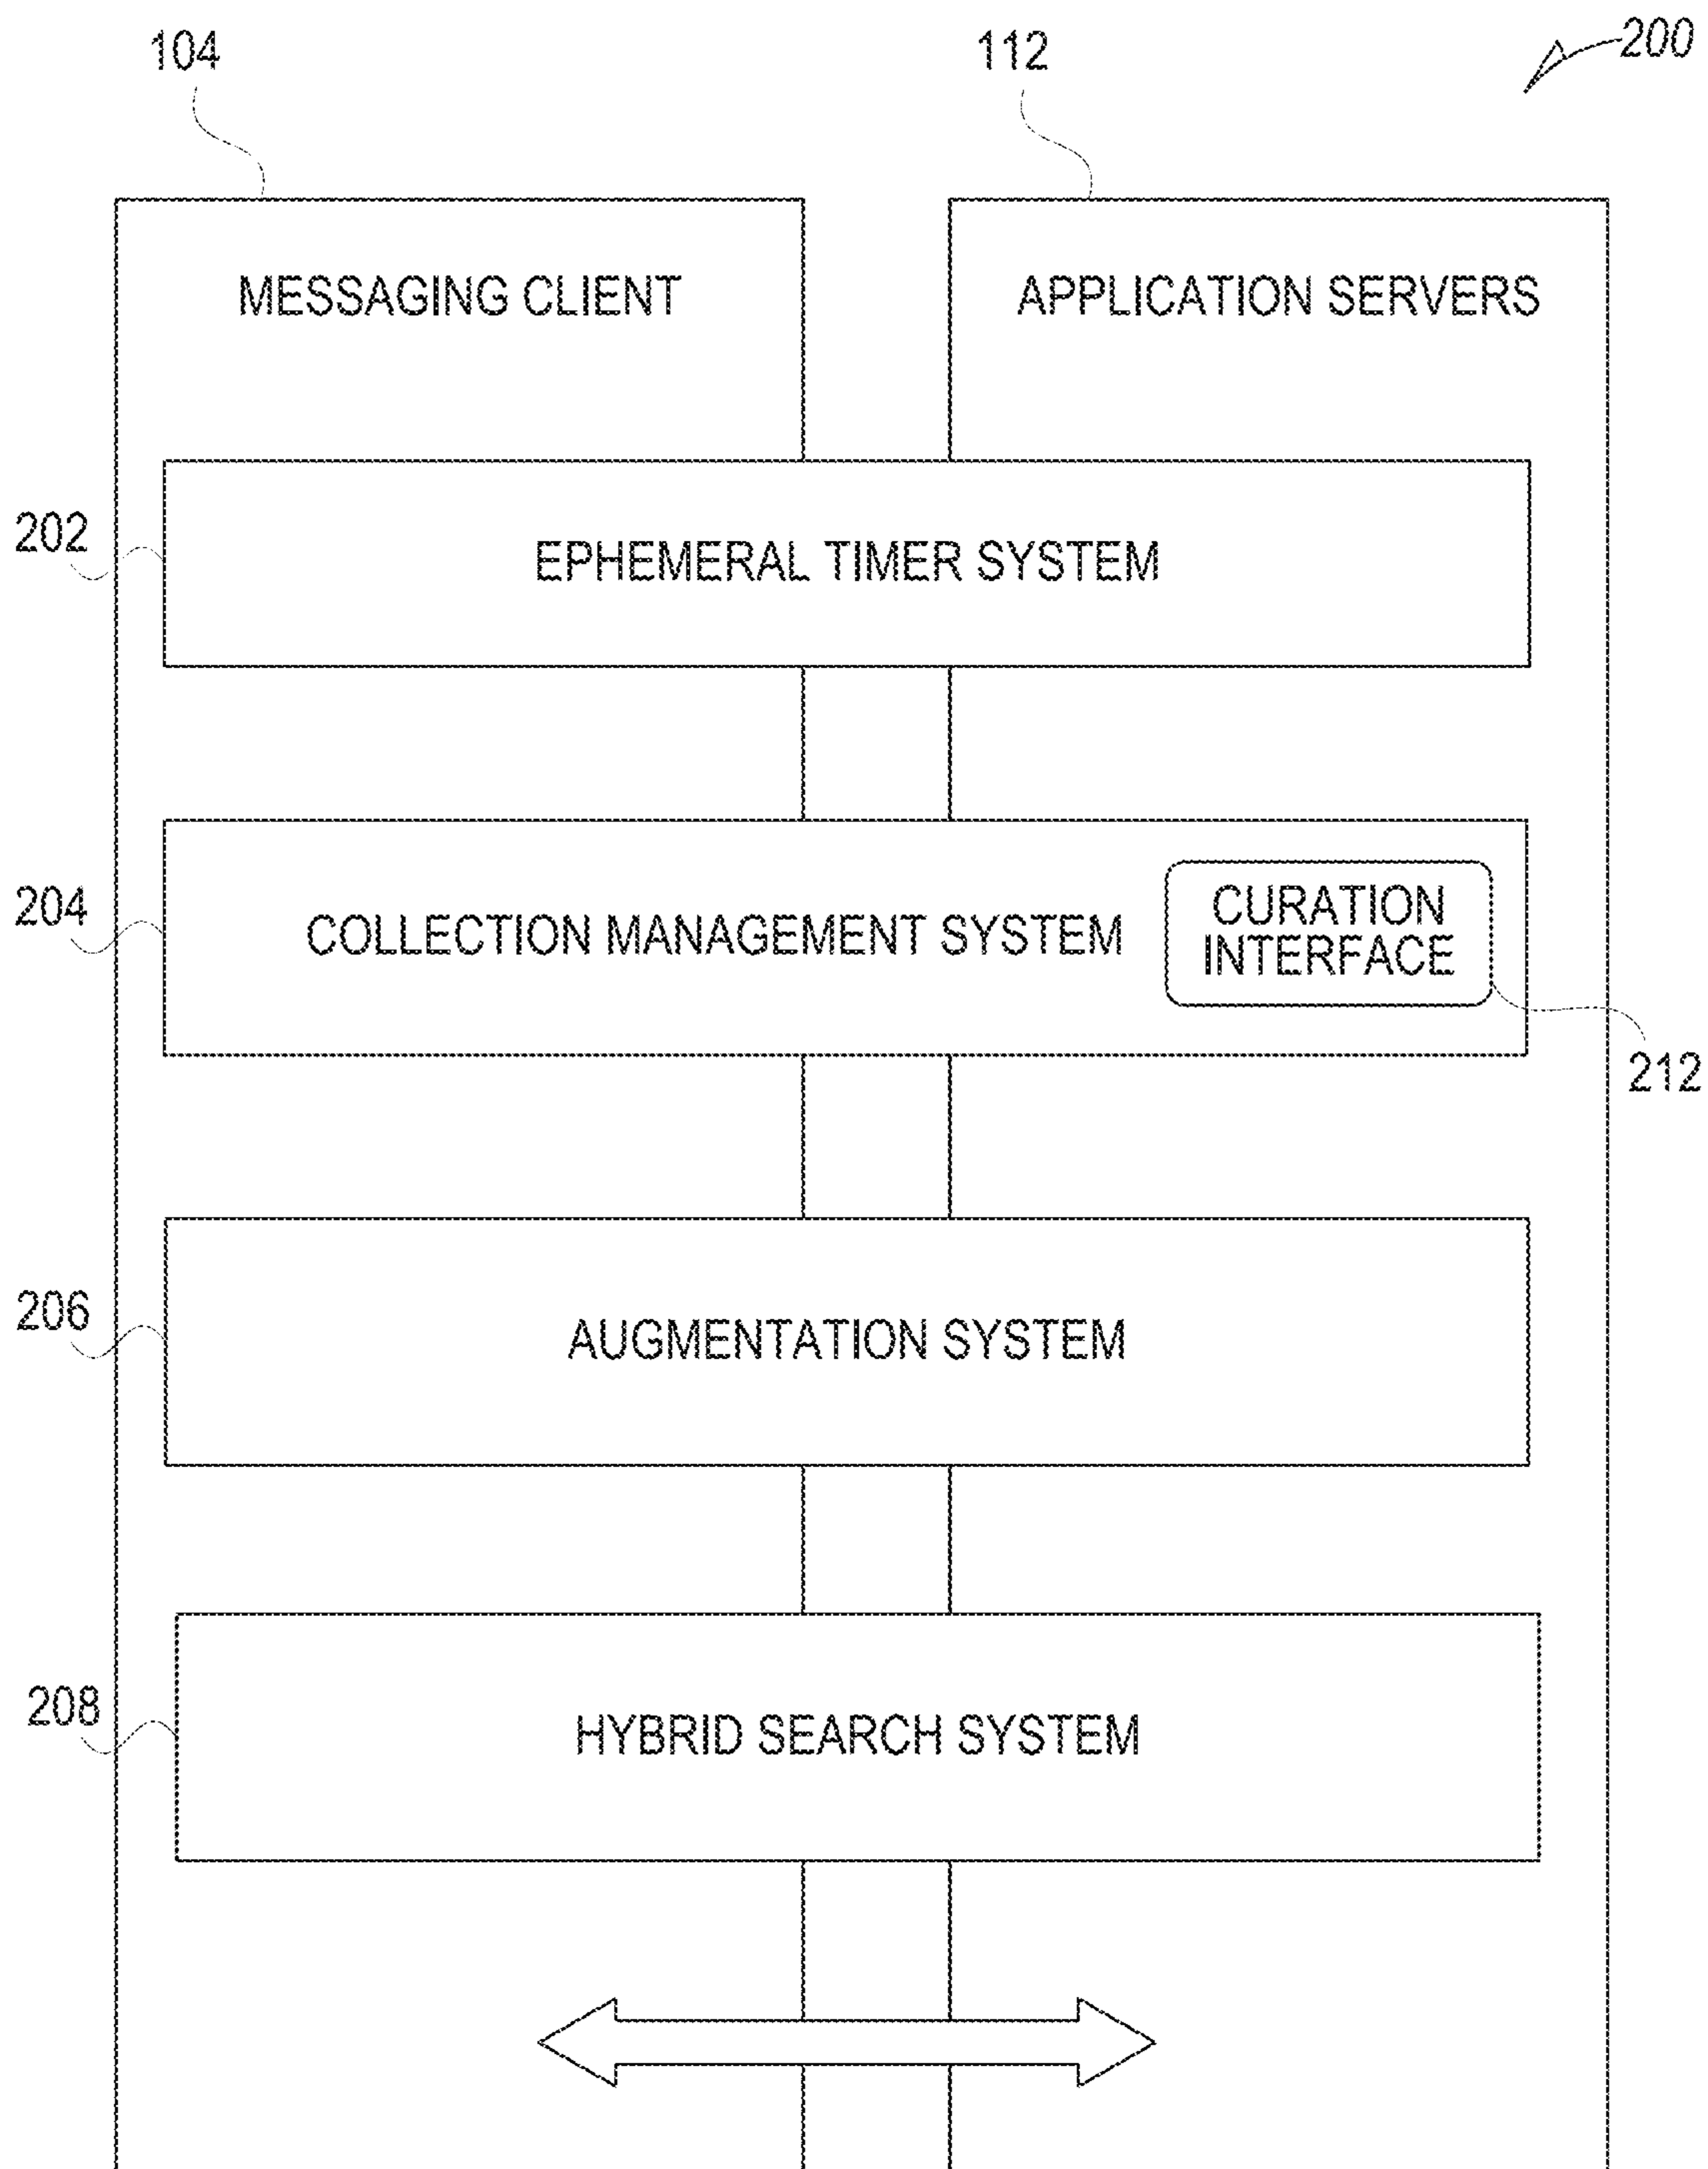 104
112
200
MESSAGING CLIENT
APPLICATION SERVERS
202
EPHEMERAL TIMER SYSTEM
204
COLLECTION MANAGEMENT SYSTEM
CURATION
INTERFACE
212
206
AUGMENTATION SYSTEM
208
HYBRID SEARCH SYSTEM